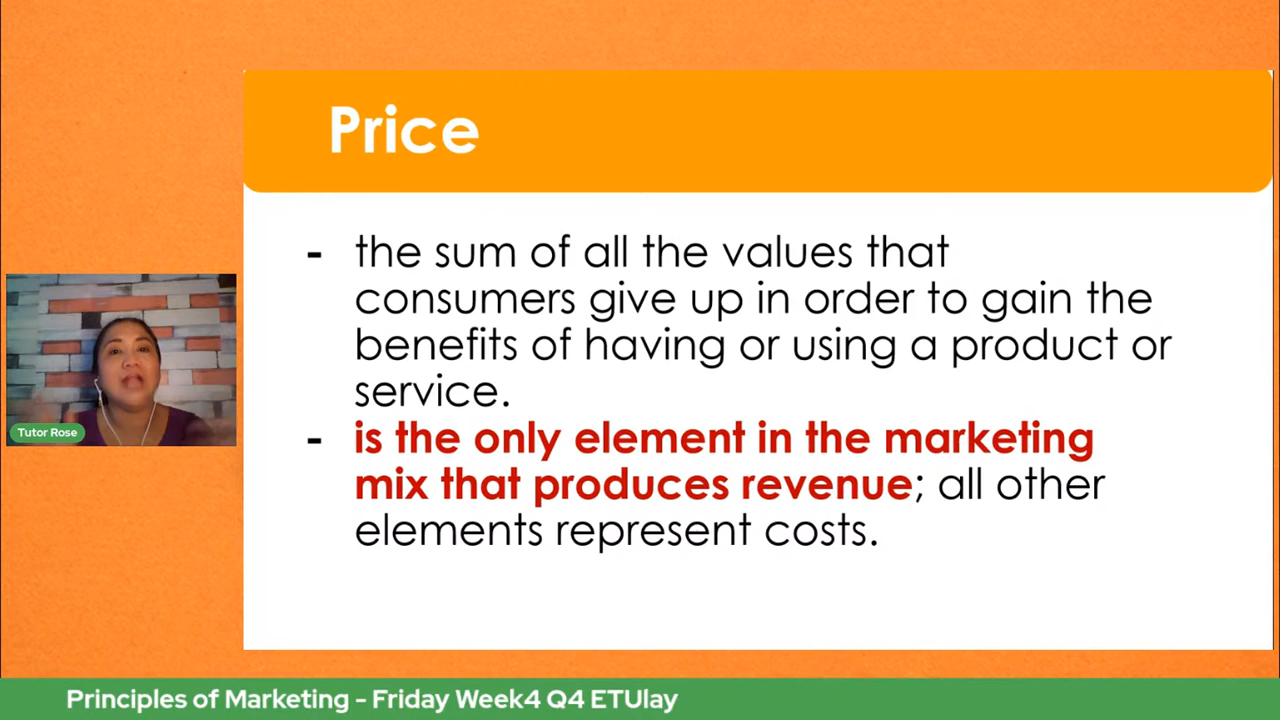 Price
- the sum of all the values that
consumers give up in order to gain the
benefits of having or using a product or
service.
- is the only element in the marketing
mix that produces revenue; all other
elements represent costs.
Tutor Rose
Principles of Marketing - Friday Week4 Q4 ETUlay